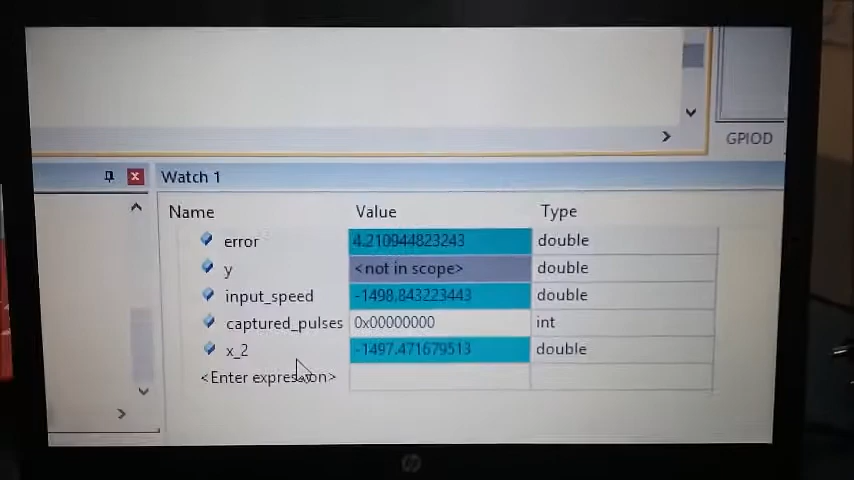 GPIOD
Watch 1
Name Value Type
error 4.210944823243 double
y <not in scope> double
input_speed -1498.843223443 double
captured_pulses 0x00000000 int
x_2 -1497.471679513 double
<Enter expression>
hp